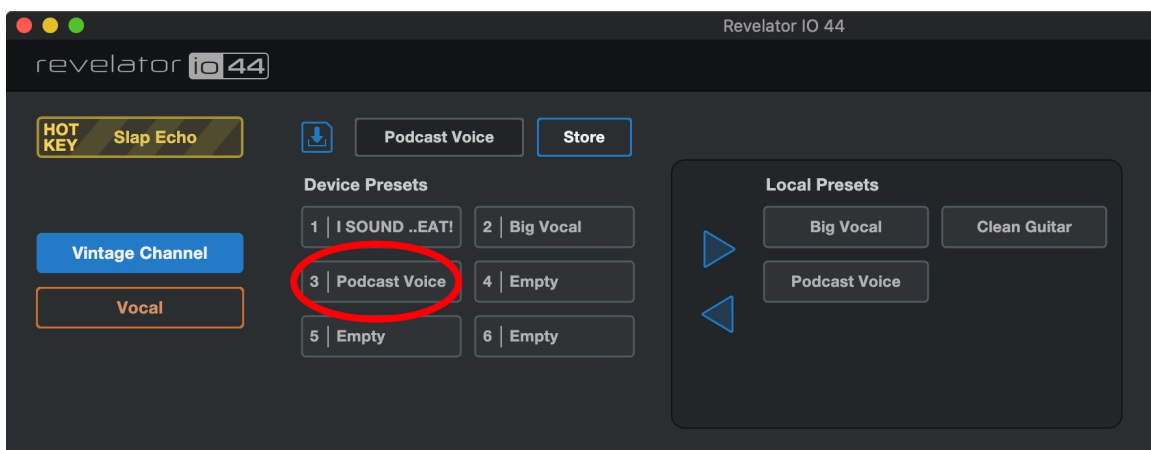 Revelator IO 44
revelator io 44
HOT KEY Slap Echo
Podcast Voice
Store
Device Presets
Local Presets
1 I SOUND ..EAT!
2 Big Vocal
Big Vocal
Clean Guitar
Vintage Channel
3 Podcast Voice
4 Empty
Podcast Voice
Vocal
5 Empty
6 Empty